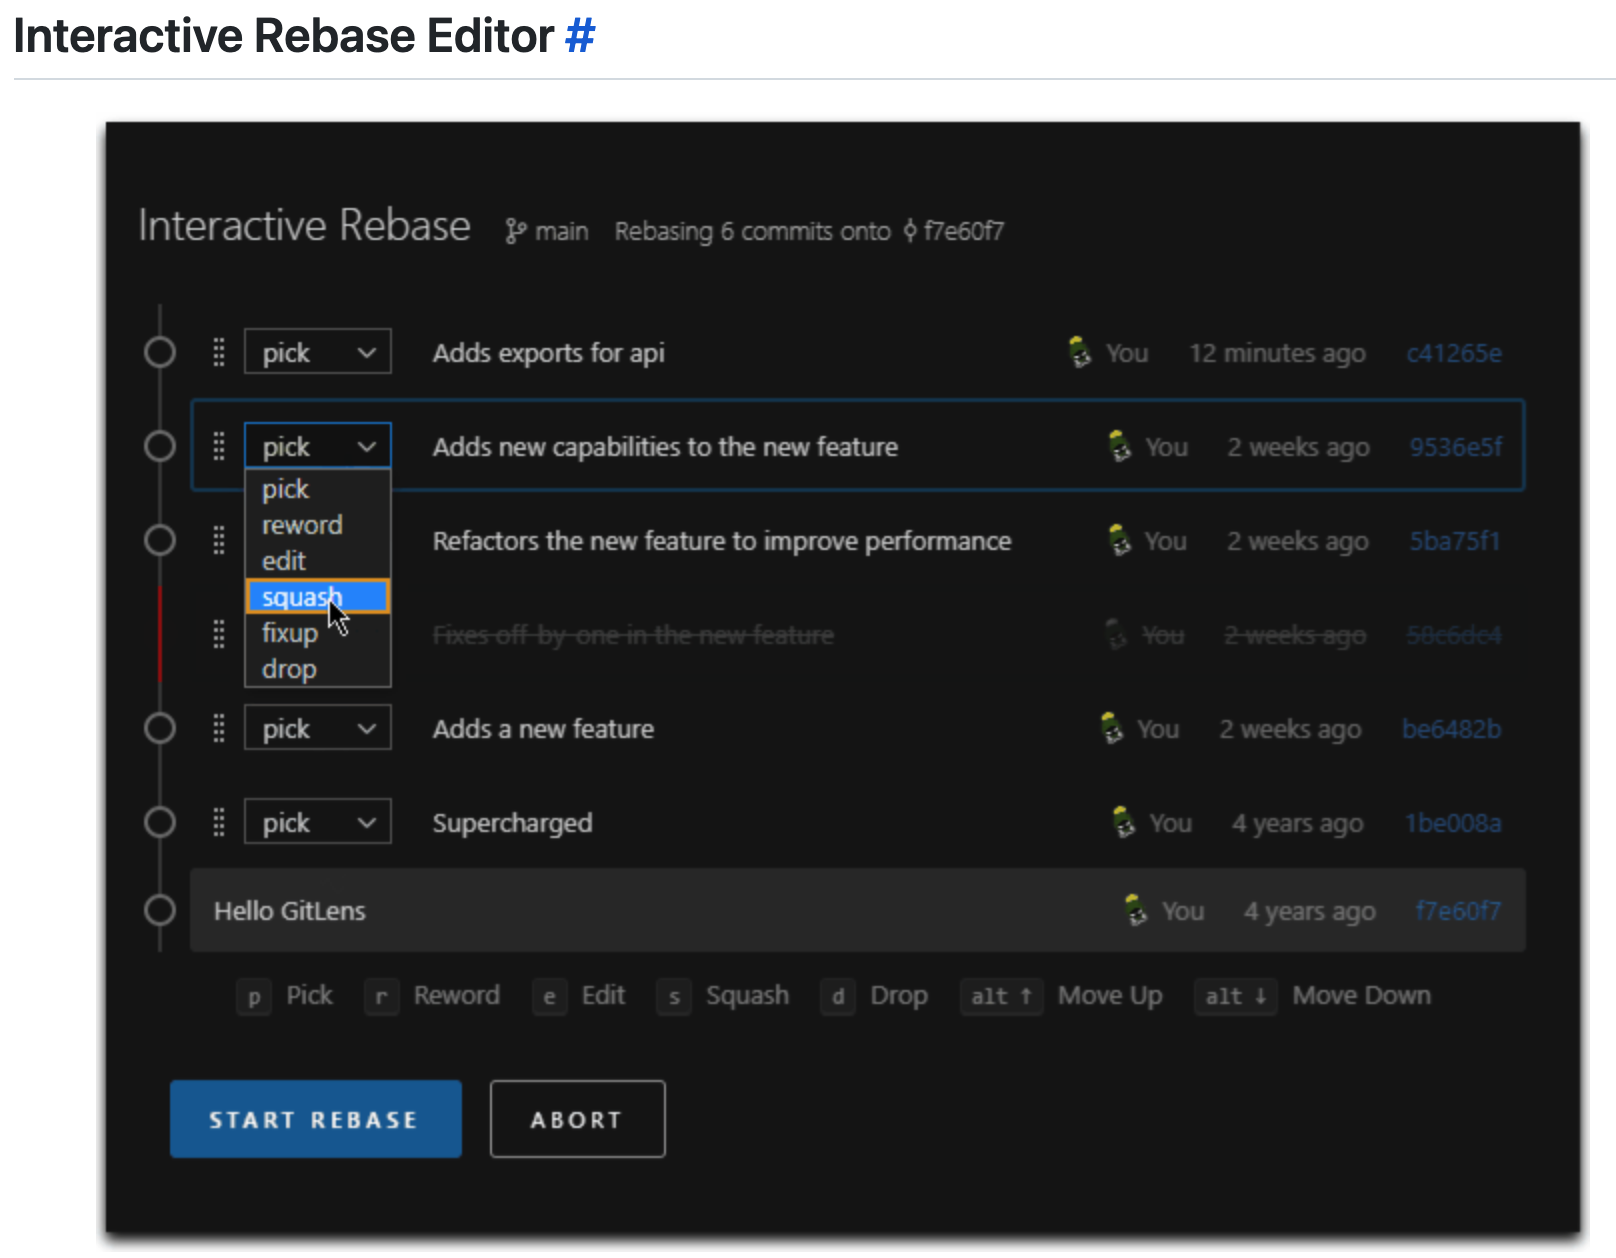 Interactive Rebase Editor #
Interactive Rebase main Rebasing 6 commits onto f7e60f7
pick Adds exports for api You 12 minutes ago c41265e
pick Adds new capabilities to the new feature You 2 weeks ago 9536e5f
pick
reword
Refactors the new feature to improve performance You 2 weeks ago 5ba75f1
edit
squash
fixup
Fixes off-by-one in the new feature You 2 weeks ago 58c6dc4
drop
pick Adds a new feature You 2 weeks ago be6482b
pick Supercharged You 4 years ago 1be008a
Hello GitLens You 4 years ago f7e60f7
p Pick r Reword e Edit s Squash d Drop alt ↑ Move Up alt ↓ Move Down
START REBASE ABORT